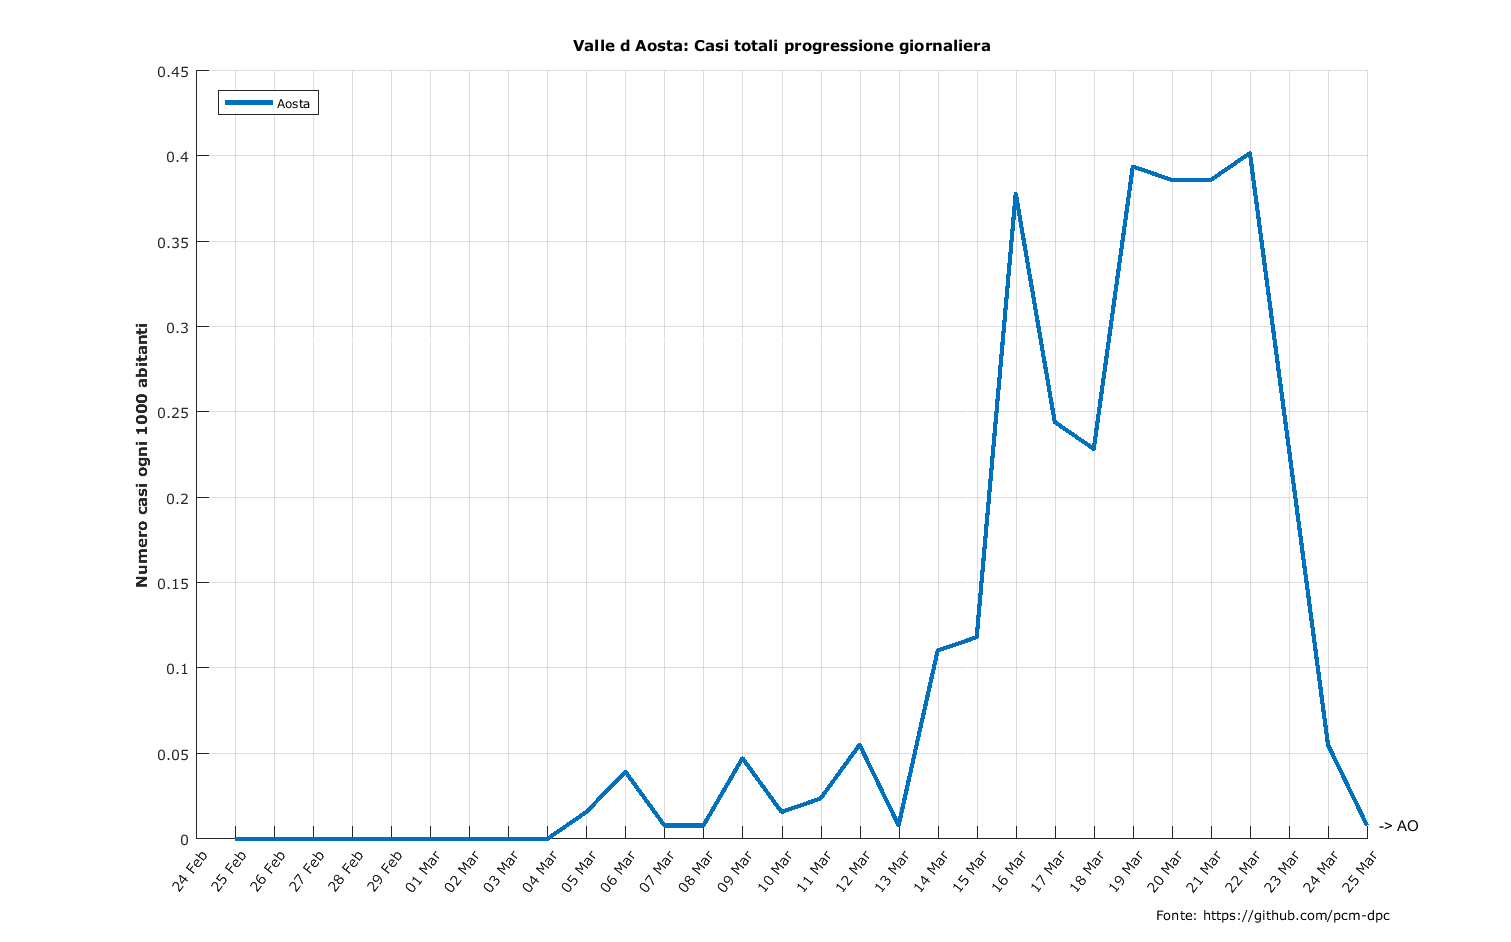 Valle d Aosta: Casi totali progressione giornaliera
Aosta
Numero casi ogni 1000 abitanti
0.45
0.4
0.35
0.3
0.25
0.2
0.15
0.1
0.05
0
-> AO
24 Feb
25 Feb
26 Feb
27 Feb
28 Feb
29 Feb
01 Mar
02 Mar
03 Mar
04 Mar
05 Mar
06 Mar
07 Mar
08 Mar
09 Mar
10 Mar
11 Mar
12 Mar
13 Mar
14 Mar
15 Mar
16 Mar
17 Mar
18 Mar
19 Mar
20 Mar
21 Mar
22 Mar
23 Mar
24 Mar
25 Mar
Fonte: https://github.com/pcm-dpc